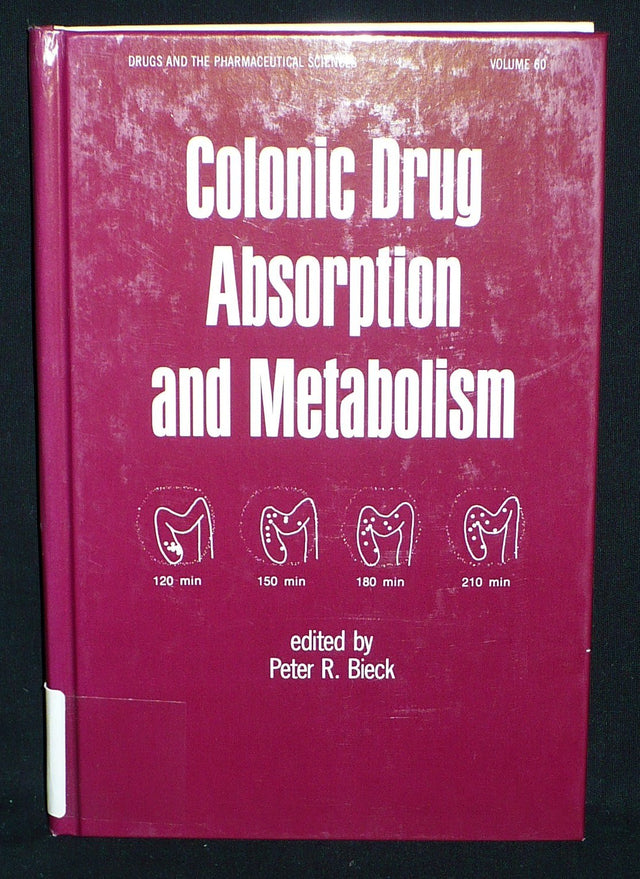 DRUGS AND THE PHARMACEUTICAL SCIENCES VOLUME 60
Colonic Drug
Absorption
and Metabolism
120 min 150 min 180 min 210 min
edited by
Peter R. Bieck